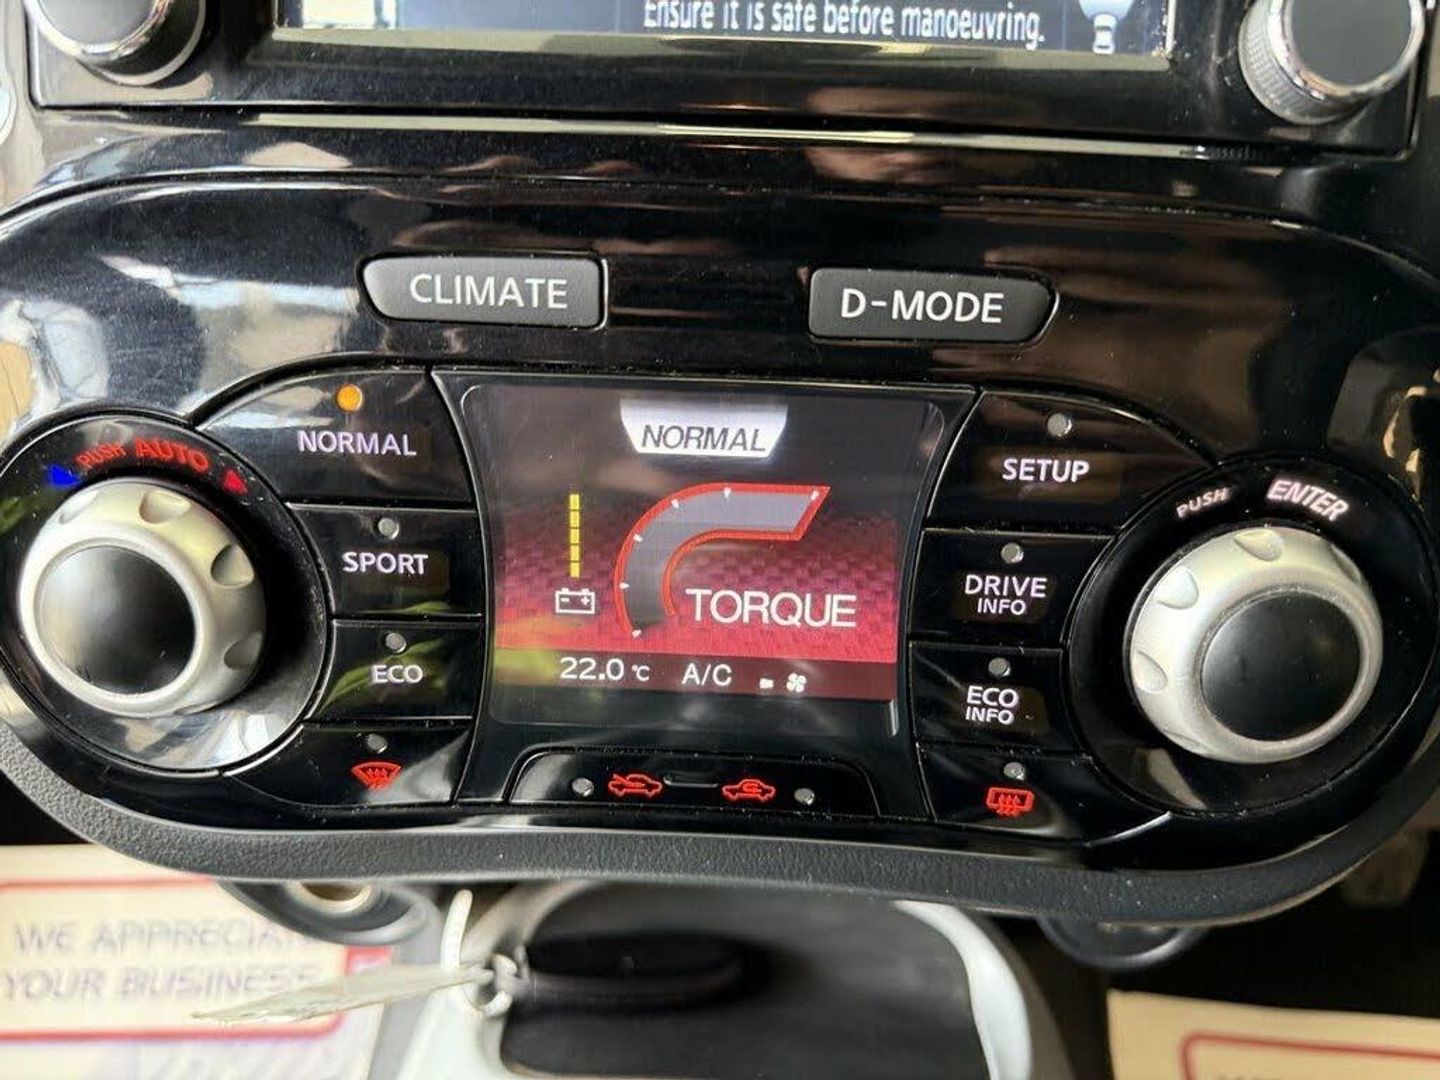 Ensure it is safe before manoeuvring.
CLIMATE
D-MODE
PUSH AUTO
NORMAL
NORMAL
SETUP
PUSH ENTER
SPORT
DRIVE
INFO
TORQUE
ECO
22.0 °C A/C
ECO
INFO
WE APPRECIATE
YOUR BUSINESS